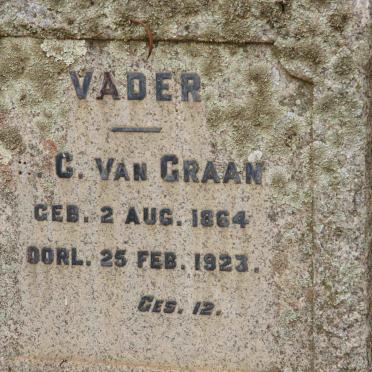 VADER
. C. VAN GRAAN
GEB. 2 AUG. 1864
OORL. 25 FEB. 1923.
GES. 12.